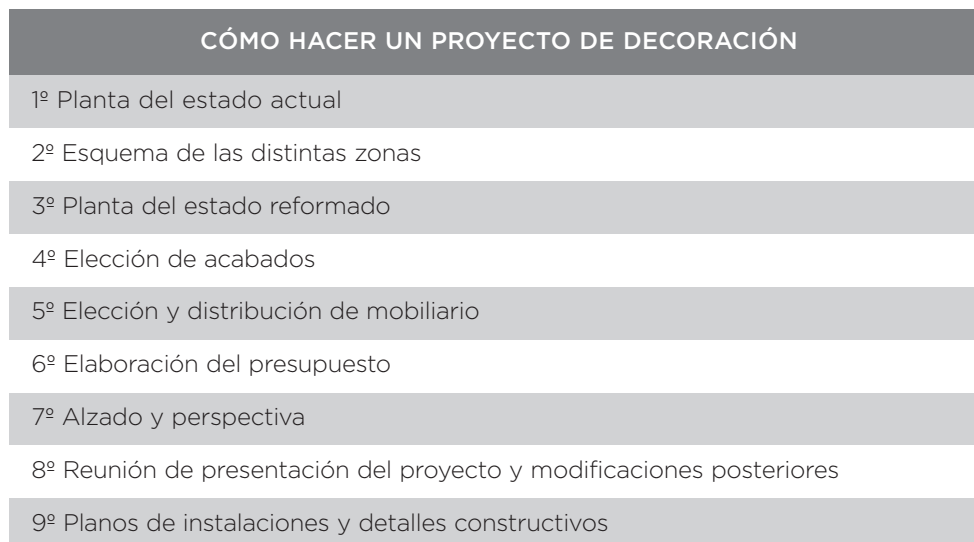 CÓMO HACER UN PROYECTO DE DECORACIÓN
1º Planta del estado actual
2º Esquema de las distintas zonas
3º Planta del estado reformado
4º Elección de acabados
5º Elección y distribución de mobiliario
6º Elaboración del presupuesto
7º Alzado y perspectiva
8º Reunión de presentación del proyecto y modificaciones posteriores
9º Planos de instalaciones y detalles constructivos